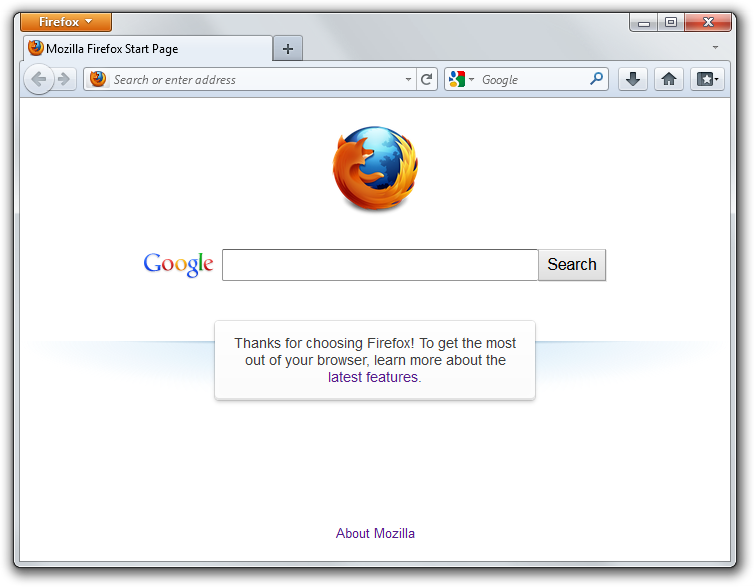 Firefox
Mozilla Firefox Start Page
Search or enter address
Google
Google
Search
Thanks for choosing Firefox! To get the most
out of your browser, learn more about the
latest features.
About Mozilla